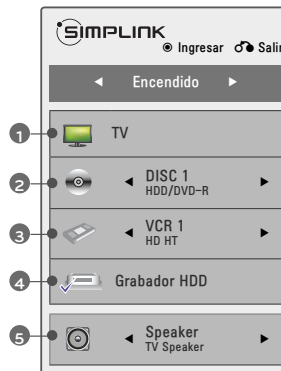 SIMPLINK
Ingresar Salir
◄ Encendido ►
1 TV
2 ◄ DISC 1 ►
HDD/DVD-R
3 ◄ VCR 1 ►
HD HT
4 Grabador HDD
5 ◄ Speaker ►
TV Speaker